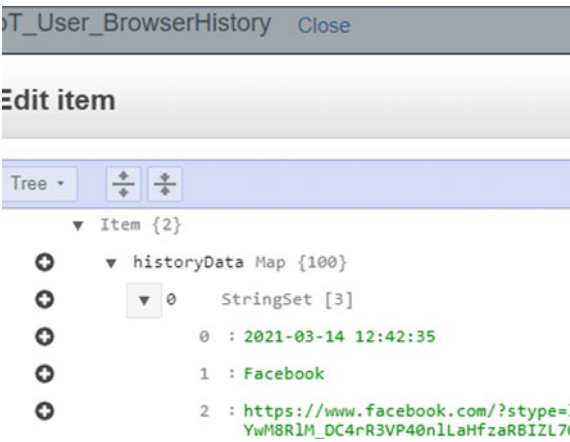 oT_User_BrowserHistory Close
Edit item
Tree
Item {2}
historyData Map {100}
0 StringSet [3]
0 : 2021-03-14 12:42:35
1 : Facebook
2 : https://www.facebook.com/?stype=
YwM8RlM_DC4rR3VP40nlLaHfzaRBIZL7